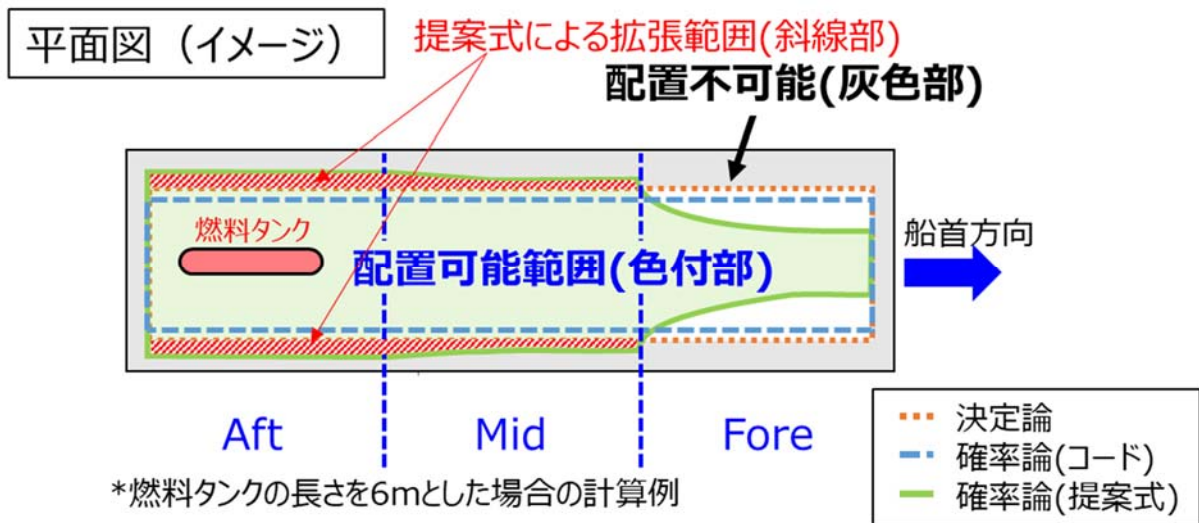 平面図（イメージ）
提案式による拡張範囲(斜線部)
配置不可能(灰色部)
燃料タンク
配置可能範囲(色付部)
船首方向
Aft
Mid
Fore
*燃料タンクの長さを6mとした場合の計算例
決定論
確率論(コード)
確率論(提案式)